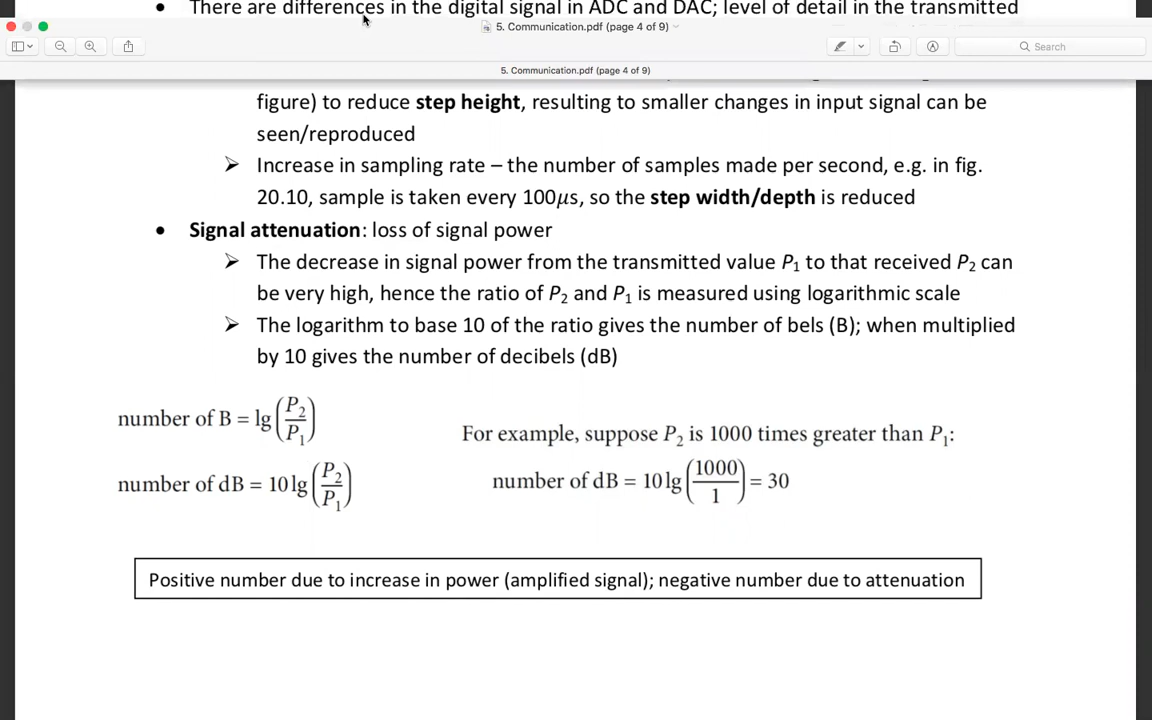 There are differences in the digital signal in ADC and DAC; level of detail in the transmitted
5. Communication.pdf (page 4 of 9)
Search
5. Communication.pdf (page 4 of 9)
figure) to reduce step height, resulting to smaller changes in input signal can be
seen/reproduced
➢ Increase in sampling rate – the number of samples made per second, e.g. in fig.
20.10, sample is taken every 100μs, so the step width/depth is reduced
• Signal attenuation: loss of signal power
➢ The decrease in signal power from the transmitted value P₁ to that received P₂ can
be very high, hence the ratio of P₂ and P₁ is measured using logarithmic scale
➢ The logarithm to base 10 of the ratio gives the number of bels (B); when multiplied
by 10 gives the number of decibels (dB)
number of B = lg(P₂/P₁)
number of dB = 10 lg(P₂/P₁)
For example, suppose P₂ is 1000 times greater than P₁:
number of dB = 10 lg(1000/1) = 30
Positive number due to increase in power (amplified signal); negative number due to attenuation